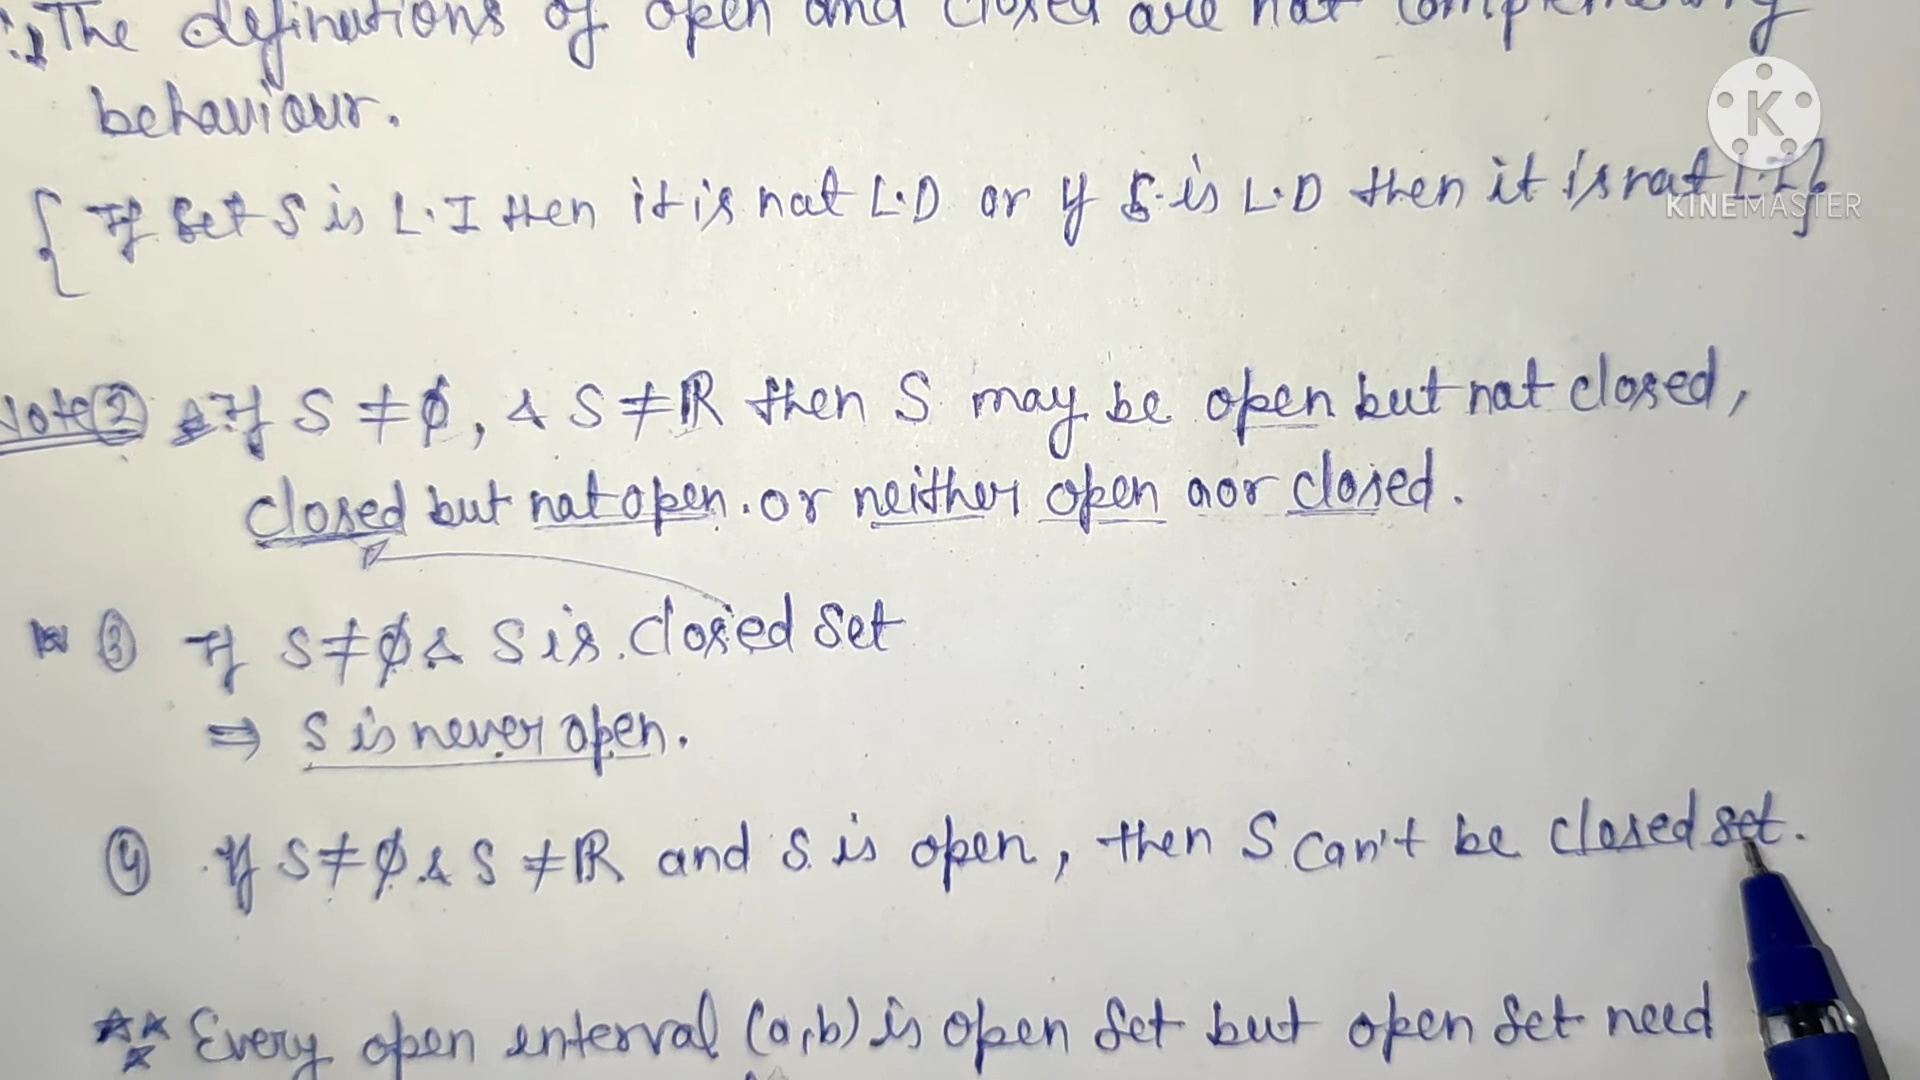 ∴ The definitions of open and closed are not complementary
behaviour.
{ If Set S is L.I then it is not L.D or if S is L.D then it is not L.I }
K
KINEMASTER
Note(2) If S ≠ ϕ, & S ≠ ℝ then S may be open but not closed,
closed but not open. or neither open nor closed.
③ If S ≠ ϕ & S is closed set
⇒ S is never open.
④ If S ≠ ϕ & S ≠ ℝ and S is open, then S can't be closed set.
Every open interval (a,b) is open set but open set need